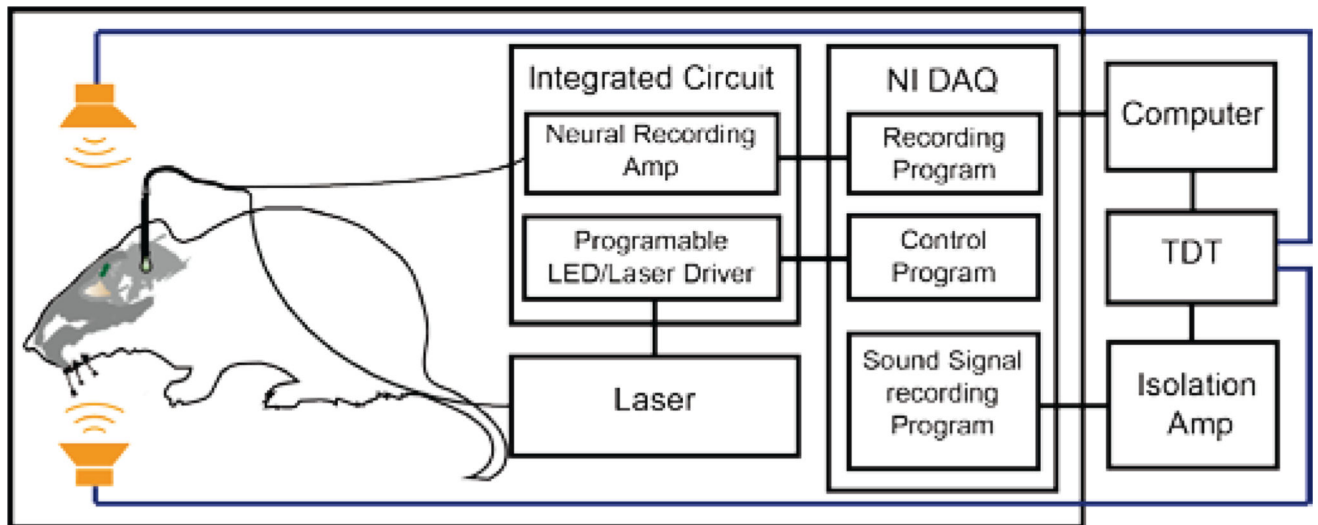 Integrated Circuit
Neural Recording
Amp
Programable
LED/Laser Driver
Laser
NI DAQ
Recording
Program
Control
Program
Sound Signal
recording
Program
Computer
TDT
Isolation
Amp